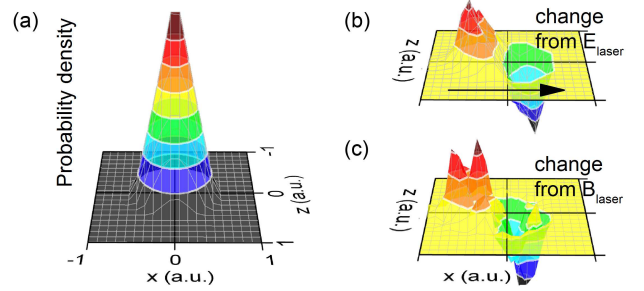 (a)
Probability density
-1
0
1
z (a.u.)
-1
0
1
x (a.u.)
(b)
z (a.u.)
change
from E laser
(c)
z (a.u.)
change
from B laser
x (a.u.)